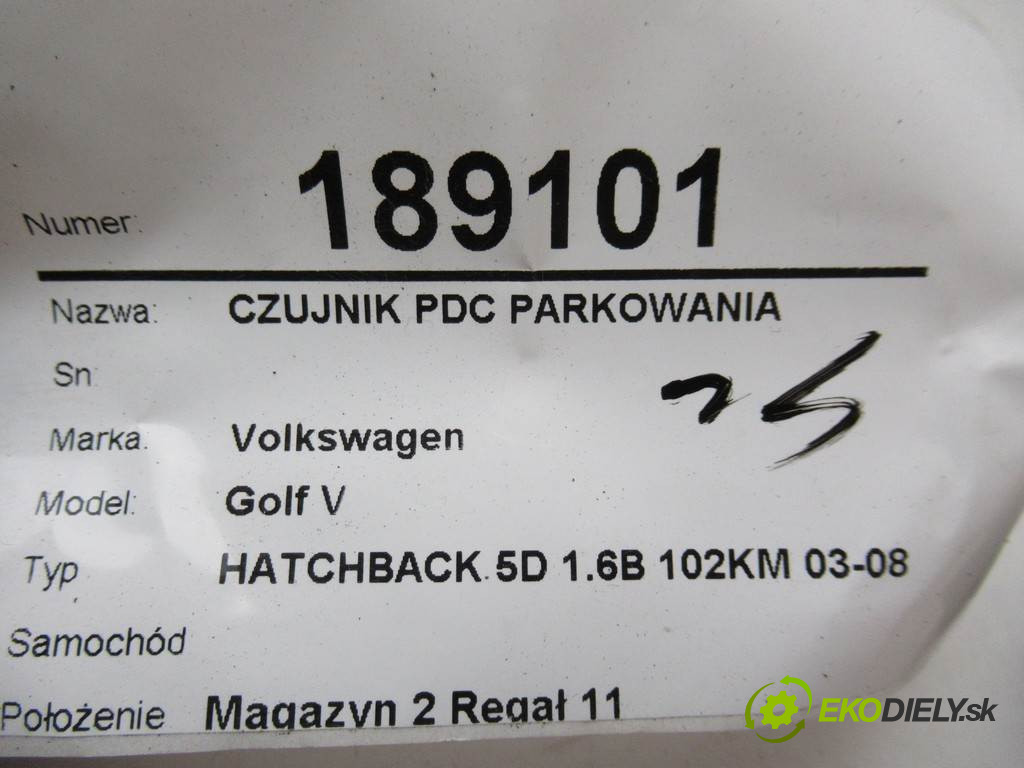 Numer: 189101
Nazwa: CZUJNIK PDC PARKOWANIA
Sn:
Marka: Volkswagen
Model: Golf V
Typ HATCHBACK 5D 1.6B 102KM 03-08
Samochód
Położenie Magazyn 2 Regał 11
EKODIELY.sk